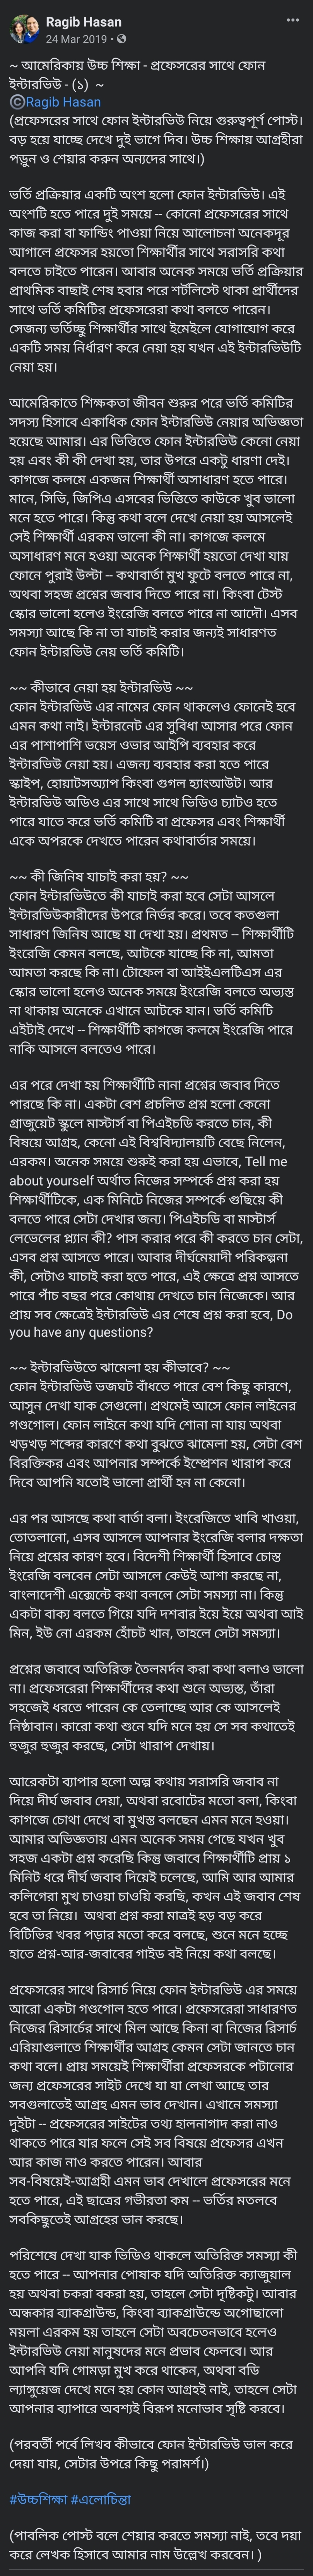 Ragib Hasan
24 Mar 2019
~ আমেরিকায় উচ্চ শিক্ষা - প্রফেসরের সাথে ফোন
ইন্টারভিউ - (১) ~
©Ragib Hasan
(প্রফেসরের সাথে ফোন ইন্টারভিউ নিয়ে গুরুত্বপূর্ণ পোস্ট।
বড় হয়ে যাচ্ছে দেখে দুই ভাগে দিব। উচ্চ শিক্ষায় আগ্রহীরা
পড়ুন ও শেয়ার করুন অন্যদের সাথে।)
ভর্তি প্রক্রিয়ার একটি অংশ হলো ফোন ইন্টারভিউ। এই
অংশটি হতে পারে দুই সময়ে -- কোনো প্রফেসরের সাথে
কাজ করা বা ফান্ডিং পাওয়া নিয়ে আলোচনা অনেকদূর
আগালে প্রফেসর হয়তো শিক্ষার্থীর সাথে সরাসরি কথা
বলতে চাইতে পারেন। আবার অনেক সময়ে ভর্তি প্রক্রিয়ার
প্রাথমিক বাছাই শেষ হবার পরে শর্টলিস্টে থাকা প্রার্থীদের
সাথে ভর্তি কমিটির প্রফেসরেরা কথা বলতে পারেন।
সেজন্য ভর্তিচ্ছু শিক্ষার্থীর সাথে ইমেইলে যোগাযোগ করে
একটি সময় নির্ধারণ করে নেয়া হয় যখন এই ইন্টারভিউটি
নেয়া হয়।
আমেরিকাতে শিক্ষকতা জীবন শুরুর পরে ভর্তি কমিটির
সদস্য হিসাবে একাধিক ফোন ইন্টারভিউ নেয়ার অভিজ্ঞতা
হয়েছে আমার। এর ভিত্তিতে ফোন ইন্টারভিউ কেনো নেয়া
হয় এবং কী কী দেখা হয়, তার উপরে একটু ধারণা দেই।
কাগজে কলমে একজন শিক্ষার্থী অসাধারণ হতে পারে।
মানে, সিভি, জিপিএ এসবের ভিত্তিতে কাউকে খুব ভালো
মনে হতে পারে। কিন্তু কথা বলে দেখে নেয়া হয় আসলেই
সেই শিক্ষার্থী এরকম ভালো কী না। কাগজে কলমে
অসাধারন মনে হওয়া অনেক শিক্ষার্থী হয়তো দেখা যায়
ফোনে পুরাই উল্টা -- কথাবার্তা মুখ ফুটে বলতে পারে না,
অথবা সহজ প্রশ্নের জবাব দিতে পারে না। কিংবা টেস্ট
স্কোর ভালো হলেও ইংরেজি বলতে পারে না আদৌ। এসব
সমস্যা আছে কি না তা যাচাই করার জন্যই সাধারণত
ফোন ইন্টারভিউ নেয় ভর্তি কমিটি।
~~ কীভাবে নেয়া হয় ইন্টারভিউ ~~
ফোন ইন্টারভিউ এর নামের ফোন থাকলেও ফোনেই হবে
এমন কথা নাই। ইন্টারনেট এর সুবিধা আসার পরে ফোন
এর পাশাপাশি ভয়েস ওভার আইপি ব্যবহার করে
ইন্টারভিউ নেয়া হয়। এজন্য ব্যবহার করা হতে পারে
স্কাইপ, হোয়াটসঅ্যাপ কিংবা গুগল হ্যাংআউট। আর
ইন্টারভিউ অডিও এর সাথে সাথে ভিডিও চ্যাটও হতে
পারে যাতে করে ভর্তি কমিটি বা প্রফেসর এবং শিক্ষার্থী
একে অপরকে দেখতে পারেন কথাবার্তার সময়ে।
~~ কী জিনিষ যাচাই করা হয়? ~~
ফোন ইন্টারভিউতে কী যাচাই করা হবে সেটা আসলে
ইন্টারভিউকারীদের উপরে নির্ভর করে। তবে কতগুলা
সাধারণ জিনিষ আছে যা দেখা হয়। প্রথমত -- শিক্ষার্থীটি
ইংরেজি কেমন বলছে, আটকে যাচ্ছে কি না, আমতা
আমতা করছে কি না। টোফেল বা আইইএলটিএস এর
স্কোর ভালো হলেও অনেক সময়ে ইংরেজি বলতে অভ্যস্ত
না থাকায় অনেকে এখানে আটকে যান। ভর্তি কমিটি
এইটাই দেখে -- শিক্ষার্থীটি কাগজে কলমে ইংরেজি পারে
নাকি আসলে বলতেও পারে।
এর পরে দেখা হয় শিক্ষার্থীটি নানা প্রশ্নের জবাব দিতে
পারছে কি না। একটা বেশ প্রচলিত প্রশ্ন হলো কেনো
গ্রাজুয়েট স্কুলে মাস্টার্স বা পিএইচডি করতে চান, কী
বিষয়ে আগ্রহ, কেনো এই বিশ্ববিদ্যালয়টি বেছে নিলেন,
এরকম। অনেক সময়ে শুরুই করা হয় এভাবে, Tell me
about yourself অর্থাত নিজের সম্পর্কে প্রশ্ন করা হয়
শিক্ষার্থীটিকে, এক মিনিটে নিজের সম্পর্কে গুছিয়ে কী
বলতে পারে সেটা দেখার জন্য। পিএইচডি বা মাস্টার্স
লেভেলের প্ল্যান কী? পাস করার পরে কী করতে চান সেটা,
এসব প্রশ্ন আসতে পারে। আবার দীর্ঘমেয়াদী পরিকল্পনা
কী, সেটাও যাচাই করা হতে পারে, এই ক্ষেত্রে প্রশ্ন আসতে
পারে পাঁচ বছর পরে কোথায় দেখতে চান নিজেকে। আর
প্রায় সব ক্ষেত্রেই ইন্টারভিউ এর শেষে প্রশ্ন করা হবে, Do
you have any questions?
~~ ইন্টারভিউতে ঝামেলা হয় কীভাবে? ~~
ফোন ইন্টারভিউ ভজঘট বাঁধতে পারে বেশ কিছু কারণে,
আসুন দেখা যাক সেগুলো। প্রথমেই আসে ফোন লাইনের
গণ্ডগোল। ফোন লাইনে কথা যদি শোনা না যায় অথবা
খড়খড় শব্দের কারণে কথা বুঝতে ঝামেলা হয়, সেটা বেশ
বিরক্তিকর এবং আপনার সম্পর্কে ইম্প্রেশন খারাপ করে
দিবে আপনি যতোই ভালো প্রার্থী হন না কেনো।
এর পর আসছে কথা বার্তা বলা। ইংরেজিতে খাবি খাওয়া,
তোতলানো, এসব আসলে আপনার ইংরেজি বলার দক্ষতা
নিয়ে প্রশ্নের কারণ হবে। বিদেশী শিক্ষার্থী হিসাবে চোস্ত
ইংরেজি বলবেন সেটা আসলে কেউই আশা করছে না,
বাংলাদেশী এক্সেন্টে কথা বললে সেটা সমস্যা না। কিন্তু
একটা বাক্য বলতে গিয়ে যদি দশবার ইয়ে ইয়ে অথবা আই
মিন, ইউ নো এরকম হোঁচট খান, তাহলে সেটা সমস্যা।
প্রশ্নের জবাবে অতিরিক্ত তৈলমর্দন করা কথা বলাও ভালো
না। প্রফেসরেরা শিক্ষার্থীদের কথা শুনে অভ্যস্ত, তাঁরা
সহজেই ধরতে পারেন কে তেলাচ্ছে আর কে আসলেই
নিষ্ঠাবান। কারো কথা শুনে যদি মনে হয় সে সব কথাতেই
হুজুর হুজুর করছে, সেটা খারাপ দেখায়।
আরেকটা ব্যাপার হলো অল্প কথায় সরাসরি জবাব না
দিয়ে দীর্ঘ জবাব দেয়া, অথবা রবোটের মতো বলা, কিংবা
কাগজে চোথা দেখে বা মুখস্ত বলছেন এমন মনে হওয়া।
আমার অভিজ্ঞতায় এমন অনেক সময় গেছে যখন খুব
সহজ একটা প্রশ্ন করেছি কিন্তু জবাবে শিক্ষার্থীটি প্রায় ১
মিনিট ধরে দীর্ঘ জবাব দিয়েই চলেছে, আমি আর আমার
কলিগেরা মুখ চাওয়া চাওয়ি করছি, কখন এই জবাব শেষ
হবে তা নিয়ে। অথবা প্রশ্ন করা মাত্রই হড় বড় করে
বিটিভির খবর পড়ার মতো করে বলছে, শুনে মনে হচ্ছে
হাতে প্রশ্ন-আর-জবাবের গাইড বই নিয়ে কথা বলছে।
প্রফেসরের সাথে রিসার্চ নিয়ে ফোন ইন্টারভিউ এর সময়ে
আরো একটা গণ্ডগোল হতে পারে। প্রফেসরেরা সাধারণত
নিজের রিসার্চের সাথে মিল আছে কিনা বা নিজের রিসার্চ
এরিয়াগুলাতে শিক্ষার্থীর আগ্রহ কেমন সেটা জানতে চান
কথা বলে। প্রায় সময়েই শিক্ষার্থীরা প্রফেসরকে পটানোর
জন্য প্রফেসরের সাইট দেখে যা যা লেখা আছে তার
সবগুলাতেই আগ্রহ এমন ভাব দেখান। এখানে সমস্যা
দুইটা -- প্রফেসরের সাইটের তথ্য হালনাগাদ করা নাও
থাকতে পারে যার ফলে সেই সব বিষয়ে প্রফেসর এখন
আর কাজ নাও করতে পারেন। আবার
সব-বিষয়েই-আগ্রহী এমন ভাব দেখালে প্রফেসরের মনে
হতে পারে, এই ছাত্রের গভীরতা কম -- ভর্তির মতলবে
সবকিছুতেই আগ্রহের ভান করছে।
পরিশেষে দেখা যাক ভিডিও থাকলে অতিরিক্ত সমস্যা কী
হতে পারে -- আপনার পোষাক যদি অতিরিক্ত ক্যাজুয়াল
হয় অথবা চকরা বকরা হয়, তাহলে সেটা দৃষ্টিকটু। আবার
অন্ধকার ব্যাকগ্রাউন্ড, কিংবা ব্যাকগ্রাউন্ডে অগোছালো
ময়লা এরকম হয় তাহলে সেটা অবচেতনভাবে হলেও
ইন্টারভিউ নেয়া মানুষদের মনে প্রভাব ফেলবে। আর
আপনি যদি গোমড়া মুখ করে থাকেন, অথবা বডি
ল্যাঙ্গুয়েজ দেখে মনে হয় কোন আগ্রহই নাই, তাহলে সেটা
আপনার ব্যাপারে অবশ্যই বিরূপ মনোভাব সৃষ্টি করবে।
(পরবর্তী পর্বে লিখব কীভাবে ফোন ইন্টারভিউ ভাল করে
দেয়া যায়, সেটার উপরে কিছু পরামর্শ।)
#উচ্চশিক্ষা #এলোচিন্তা
(পাবলিক পোস্ট বলে শেয়ার করতে সমস্যা নাই, তবে দয়া
করে লেখক হিসাবে আমার নাম উল্লেখ করবেন। )